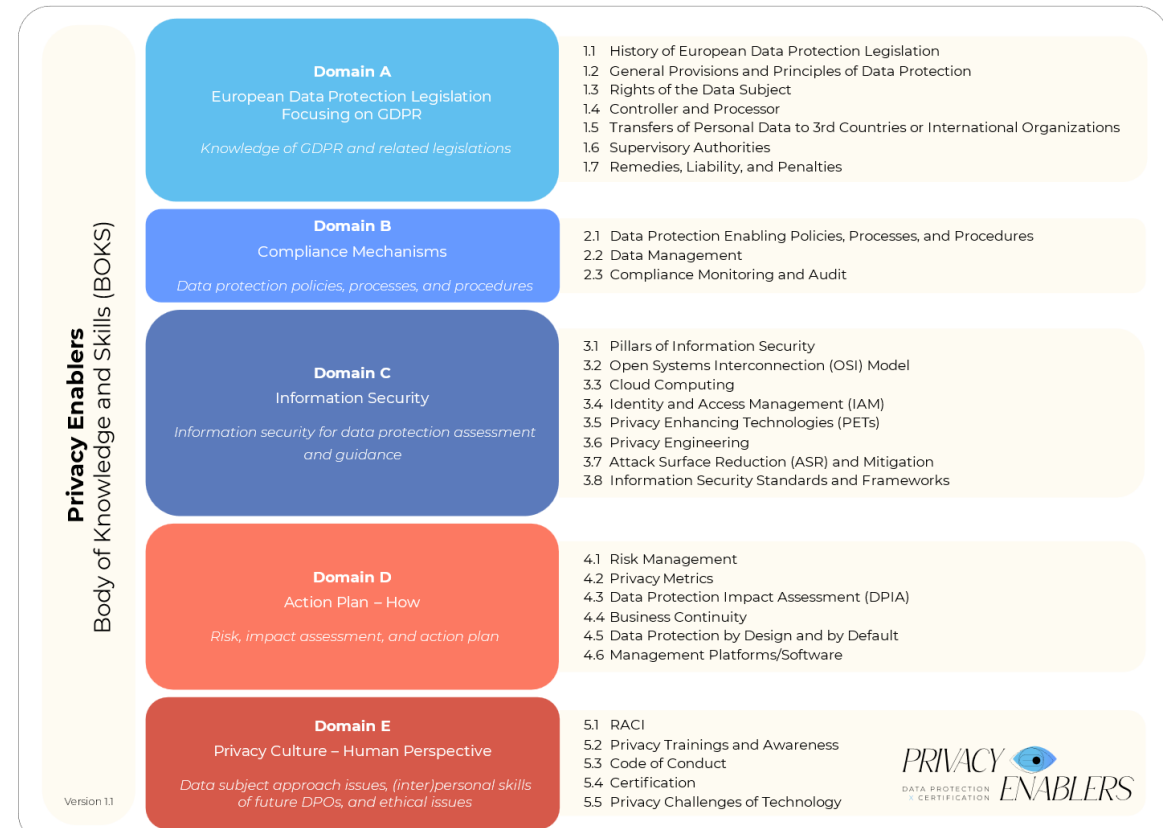 Privacy Enablers
Body of Knowledge and Skills (BOKS)
Version 1.1
Domain A
European Data Protection Legislation
Focusing on GDPR
Knowledge of GDPR and related legislations
1.1 History of European Data Protection Legislation
1.2 General Provisions and Principles of Data Protection
1.3 Rights of the Data Subject
1.4 Controller and Processor
1.5 Transfers of Personal Data to 3rd Countries or International Organizations
1.6 Supervisory Authorities
1.7 Remedies, Liability, and Penalties
Domain B
Compliance Mechanisms
Data protection policies, processes, and procedures
2.1 Data Protection Enabling Policies, Processes, and Procedures
2.2 Data Management
2.3 Compliance Monitoring and Audit
Domain C
Information Security
Information security for data protection assessment
and guidance
3.1 Pillars of Information Security
3.2 Open Systems Interconnection (OSI) Model
3.3 Cloud Computing
3.4 Identity and Access Management (IAM)
3.5 Privacy Enhancing Technologies (PETs)
3.6 Privacy Engineering
3.7 Attack Surface Reduction (ASR) and Mitigation
3.8 Information Security Standards and Frameworks
Domain D
Action Plan – How
Risk, impact assessment, and action plan
4.1 Risk Management
4.2 Privacy Metrics
4.3 Data Protection Impact Assessment (DPIA)
4.4 Business Continuity
4.5 Data Protection by Design and by Default
4.6 Management Platforms/Software
Domain E
Privacy Culture – Human Perspective
Data subject approach issues, (inter)personal skills
of future DPOs, and ethical issues
5.1 RACI
5.2 Privacy Trainings and Awareness
5.3 Code of Conduct
5.4 Certification
5.5 Privacy Challenges of Technology
PRIVACY
ENABLERS
DATA PROTECTION
× CERTIFICATION